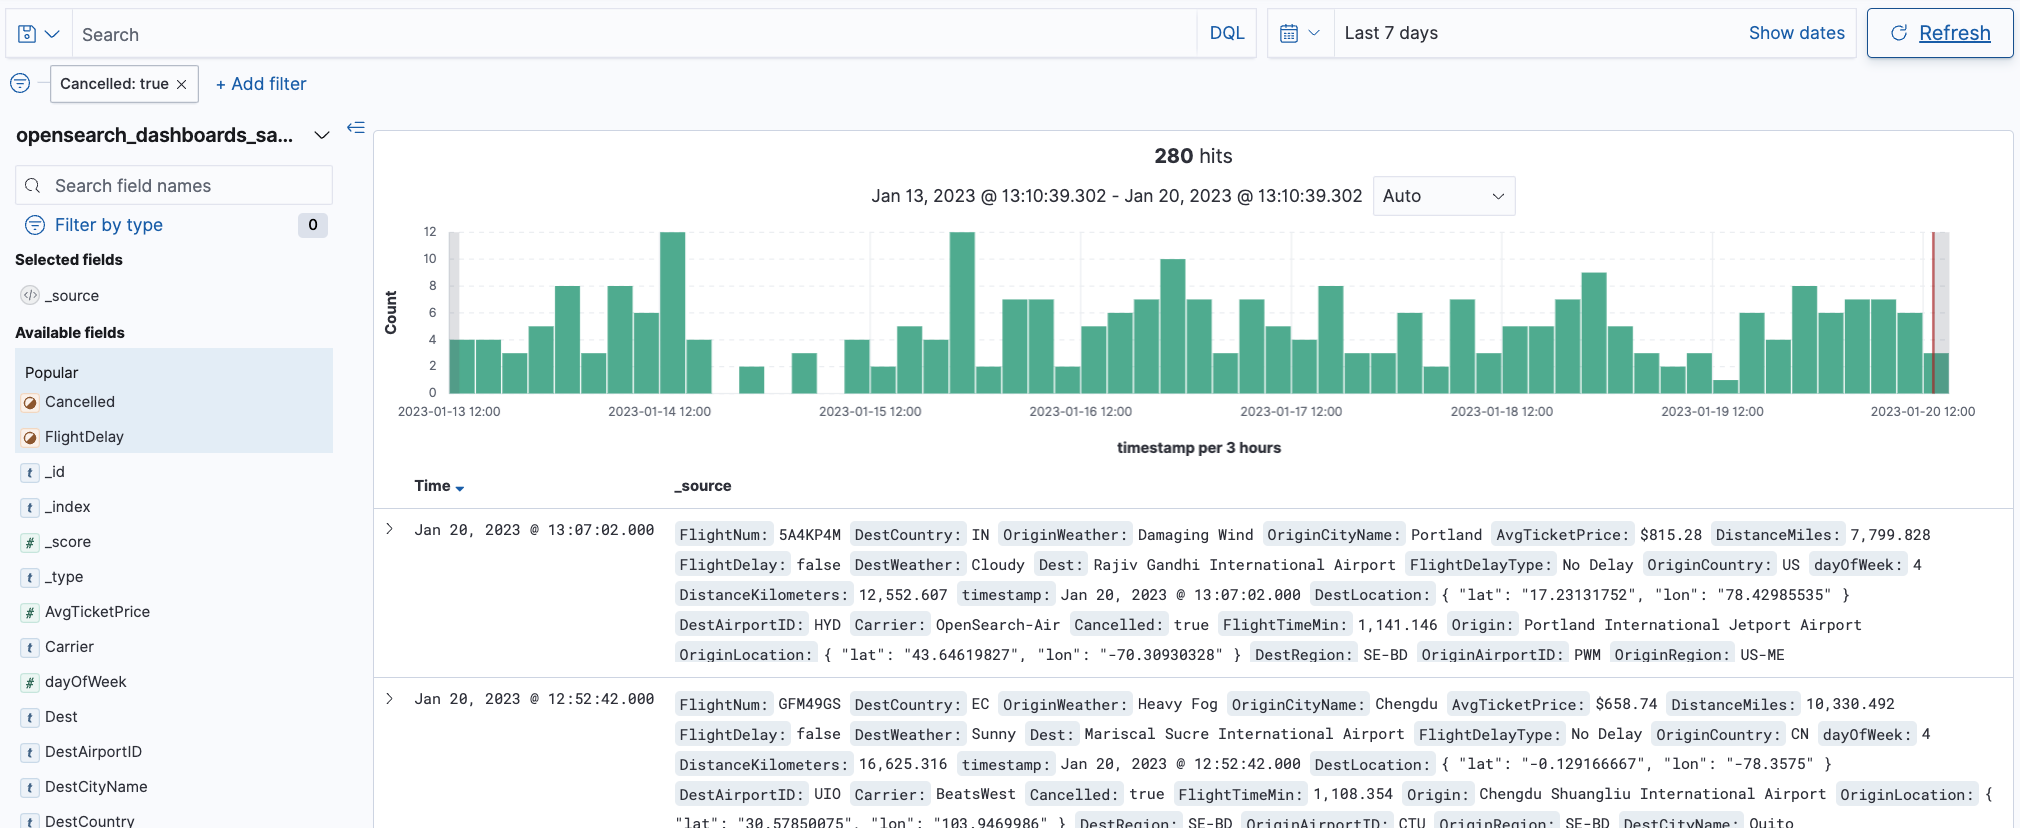 Search DQL Last 7 days Show dates Refresh
Cancelled: true × + Add filter
opensearch_dashboards_sa...
Search field names
Filter by type 0
Selected fields
_source
Available fields
Popular
Cancelled
FlightDelay
t _id
t _index
# _score
t _type
# AvgTicketPrice
t Carrier
# dayOfWeek
t Dest
t DestAirportID
t DestCityName
t DestCountry
280 hits
Jan 13, 2023 @ 13:10:39.302 - Jan 20, 2023 @ 13:10:39.302 Auto
Count
12
10
8
6
4
2
0
2023-01-13 12:00 2023-01-14 12:00 2023-01-15 12:00 2023-01-16 12:00 2023-01-17 12:00 2023-01-18 12:00 2023-01-19 12:00 2023-01-20 12:00
timestamp per 3 hours
Time _source
Jan 20, 2023 @ 13:07:02.000 FlightNum: 5A4KP4M DestCountry: IN OriginWeather: Damaging Wind OriginCityName: Portland AvgTicketPrice: $815.28 DistanceMiles: 7,799.828
FlightDelay: false DestWeather: Cloudy Dest: Rajiv Gandhi International Airport FlightDelayType: No Delay OriginCountry: US dayOfWeek: 4
DistanceKilometers: 12,552.607 timestamp: Jan 20, 2023 @ 13:07:02.000 DestLocation: { "lat": "17.23131752", "lon": "78.42985535" }
DestAirportID: HYD Carrier: OpenSearch-Air Cancelled: true FlightTimeMin: 1,141.146 Origin: Portland International Jetport Airport
OriginLocation: { "lat": "43.64619827", "lon": "-70.30930328" } DestRegion: SE-BD OriginAirportID: PWM OriginRegion: US-ME
Jan 20, 2023 @ 12:52:42.000 FlightNum: GFM49GS DestCountry: EC OriginWeather: Heavy Fog OriginCityName: Chengdu AvgTicketPrice: $658.74 DistanceMiles: 10,330.492
FlightDelay: false DestWeather: Sunny Dest: Mariscal Sucre International Airport FlightDelayType: No Delay OriginCountry: CN dayOfWeek: 4
DistanceKilometers: 16,625.316 timestamp: Jan 20, 2023 @ 12:52:42.000 DestLocation: { "lat": "-0.129166667", "lon": "-78.3575" }
DestAirportID: UIO Carrier: BeatsWest Cancelled: true FlightTimeMin: 1,108.354 Origin: Chengdu Shuangliu International Airport OriginLocation: {
"lat": "30.57850075", "lon": "103.9469986" } DestRegion: SE-BD OriginAirportID: CTU OriginRegion: SE-BD DestCityName: Quito